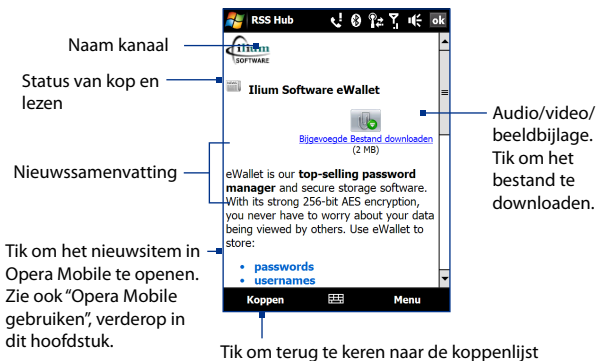 RSS Hub
ok
Naam kanaal
ilium
SOFTWARE
Status van kop en
lezen
Ilium Software eWallet
Bijgevoegde Bestand downloaden
(2 MB)
Audio/video/
beeldbijlage.
Tik om het
bestand te
downloaden.
Nieuwssamenvatting
eWallet is our top-selling password
manager and secure storage software.
With its strong 256-bit AES encryption,
you never have to worry about your data
being viewed by others. Use eWallet to
store:
• passwords
• usernames
Tik om het nieuwsitem in
Opera Mobile te openen.
Zie ook “Opera Mobile
gebruiken”, verderop in
dit hoofdstuk.
Koppen
Menu
Tik om terug te keren naar de koppenlijst